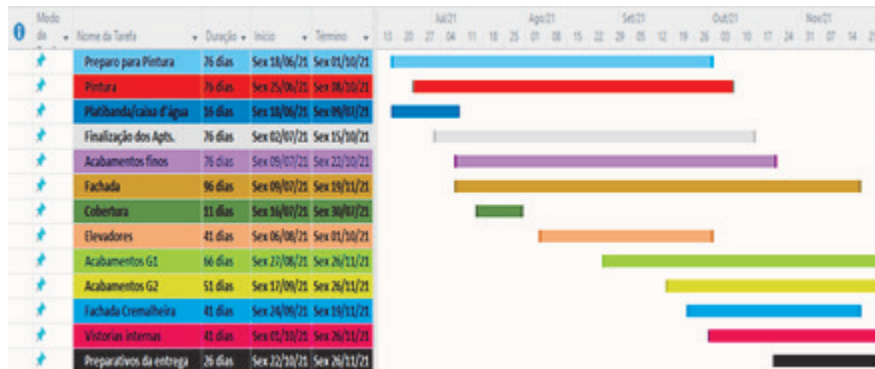 Modo Jul/21 Ago/21 Set/21 Out/21 Nov/21
da Nome da Tarefa Duração Início Término 13 20 27 04 11 18 25 01 08 15 22 29 05 12 19 26 03 10 17 24 31 07 14 21
Preparo para Pintura 76 dias Sex 18/06/21 Sex 01/10/21
Pintura 76 dias Sex 25/06/21 Sex 08/10/21
Platibanda/caixa d'água 16 dias Sex 18/06/21 Sex 09/07/21
Finalização dos Apts. 76 dias Sex 02/07/21 Sex 15/10/21
Acabamentos finos 76 dias Sex 09/07/21 Sex 22/10/21
Fachada 96 dias Sex 09/07/21 Sex 19/11/21
Cobertura 11 dias Sex 16/07/21 Sex 30/07/21
Elevadores 41 dias Sex 06/08/21 Sex 01/10/21
Acabamentos G1 66 dias Sex 27/08/21 Sex 26/11/21
Acabamentos G2 51 dias Sex 17/09/21 Sex 26/11/21
Fachada Cremalheira 41 dias Sex 24/09/21 Sex 19/11/21
Vistorias internas 41 dias Sex 01/10/21 Sex 26/11/21
Preparativos da entrega 26 dias Sex 22/10/21 Sex 26/11/21